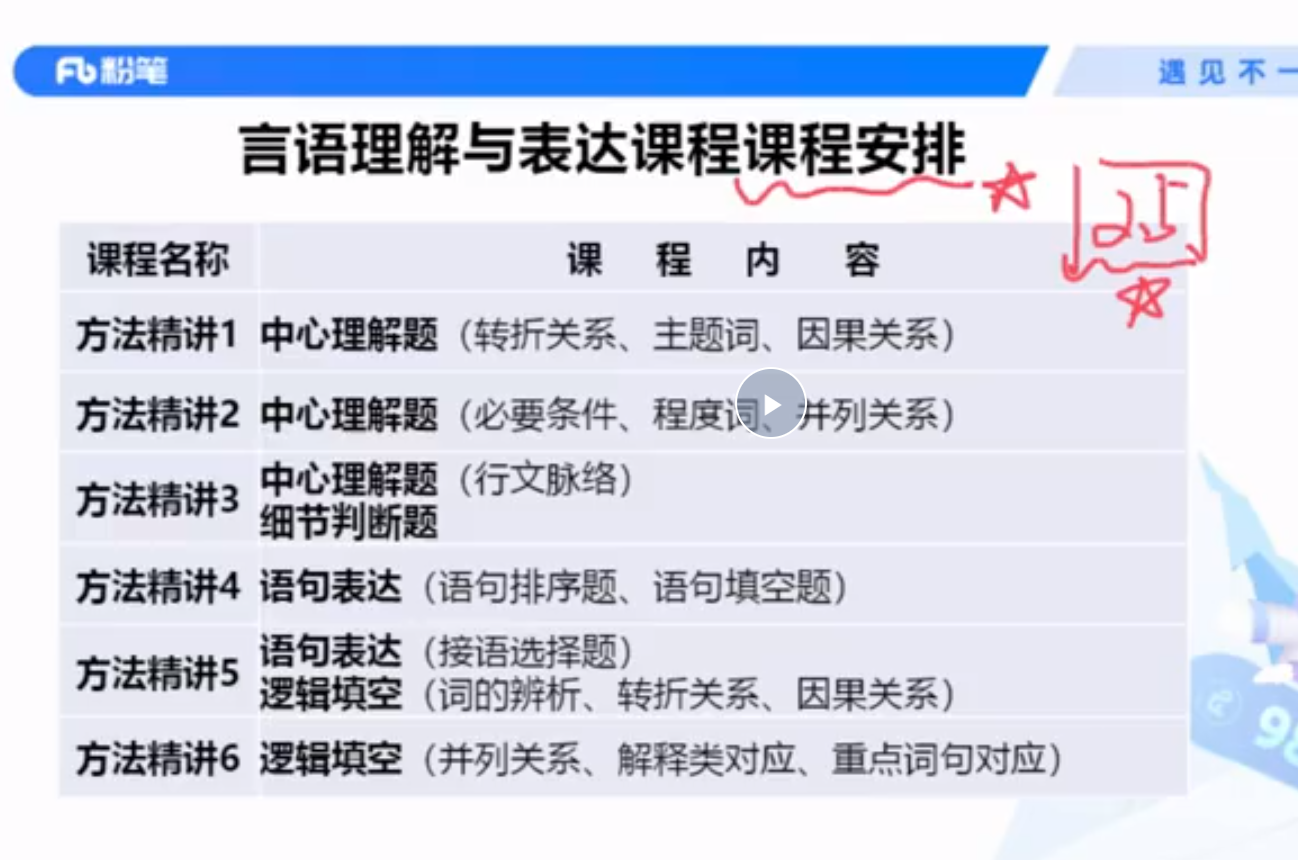 粉笔
遇见不一
言语理解与表达课程课程安排
2.5
课程名称 课程内容
方法精讲1 中心理解题（转折关系、主题词、因果关系）
方法精讲2 中心理解题（必要条件、程度词、并列关系）
方法精讲3 中心理解题（行文脉络）
细节判断题
方法精讲4 语句表达（语句排序题、语句填空题）
方法精讲5 语句表达（接语选择题）
逻辑填空（词的辨析、转折关系、因果关系）
方法精讲6 逻辑填空（并列关系、解释类对应、重点词句对应）